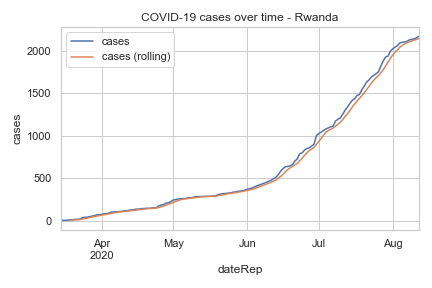 COVID-19 cases over time - Rwanda
cases
cases (rolling)
2000
1500
1000
500
0
cases
Apr
2020
May
Jun
Jul
Aug
dateRep